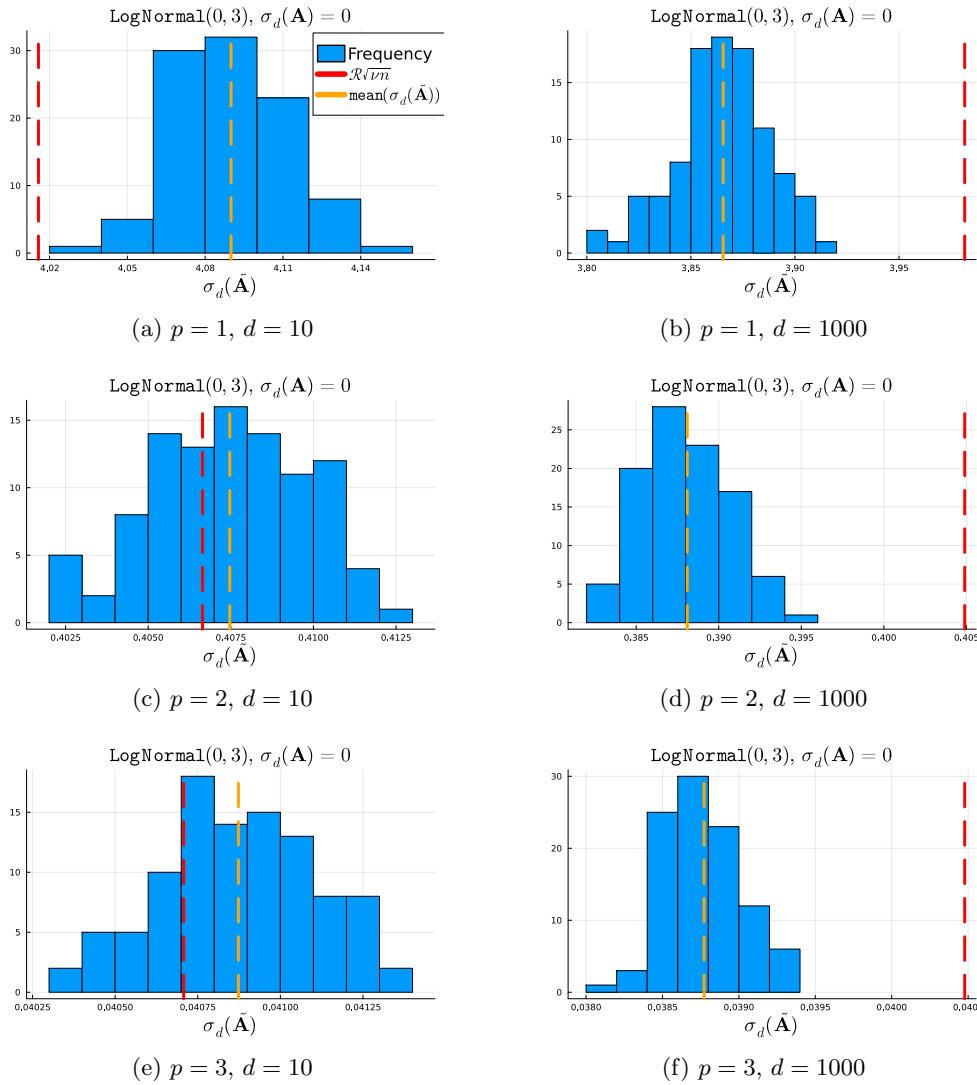 LogNormal(0, 3), σ_d(𝐀) = 0
Frequency
ℛ√νn
mean(σ_d(𝐀̃))
30
20
10
0
4.02 4.05 4.08 4.11 4.14
σ_d(𝐀̃)
(a) p = 1, d = 10
LogNormal(0, 3), σ_d(𝐀) = 0
15
10
5
0
3.80 3.85 3.90 3.95
σ_d(𝐀̃)
(b) p = 1, d = 1000
LogNormal(0, 3), σ_d(𝐀) = 0
15
10
5
0
0.4025 0.4050 0.4075 0.4100 0.4125
σ_d(𝐀̃)
(c) p = 2, d = 10
LogNormal(0, 3), σ_d(𝐀) = 0
25
20
15
10
5
0
0.385 0.390 0.395 0.400 0.405
σ_d(𝐀̃)
(d) p = 2, d = 1000
LogNormal(0, 3), σ_d(𝐀) = 0
15
10
5
0
0.04025 0.04050 0.04075 0.04100 0.04125
σ_d(𝐀̃)
(e) p = 3, d = 10
LogNormal(0, 3), σ_d(𝐀) = 0
30
20
10
0
0.0380 0.0385 0.0390 0.0395 0.0400 0.040
σ_d(𝐀̃)
(f) p = 3, d = 1000